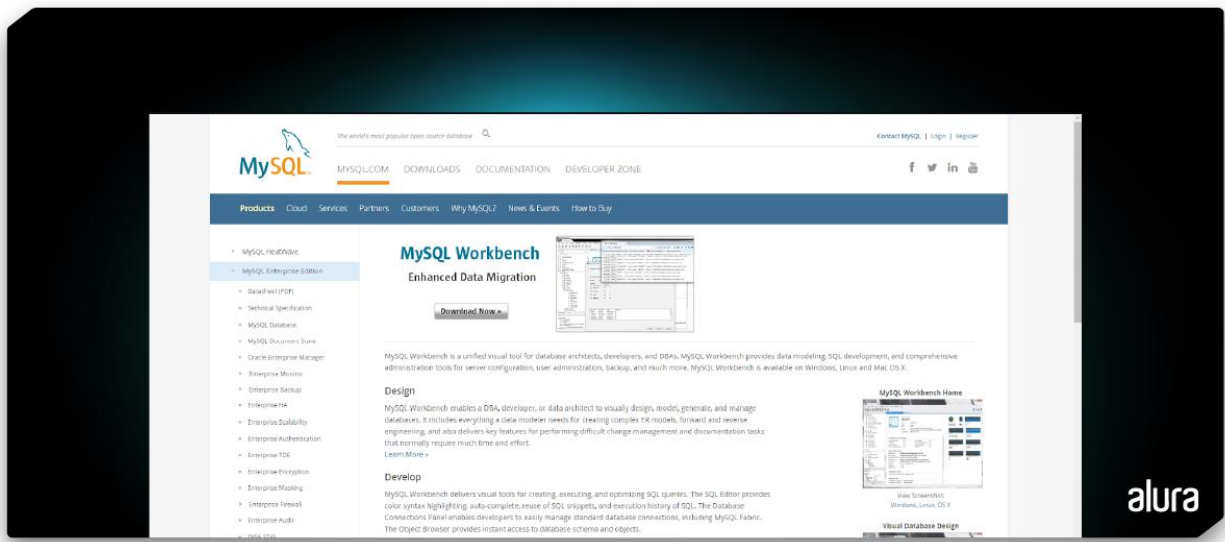 The world's most popular open source database
Contact MySQL | Login | Register
MySQL
MYSQL.COM DOWNLOADS DOCUMENTATION DEVELOPER ZONE
Products Cloud Services Partners Customers Why MySQL? News & Events How to Buy
MySQL HeatWave
MySQL Enterprise Edition
Datasheet (PDF)
Technical Specification
MySQL Database
MySQL Document Store
Oracle Enterprise Manager
Enterprise Monitor
Enterprise Backup
Enterprise HA
Enterprise Scalability
Enterprise Authentication
Enterprise TDE
Enterprise Encryption
Enterprise Masking
Enterprise Firewall
Enterprise Audit
MySQL Workbench
Enhanced Data Migration
Download Now »
MySQL Workbench is a unified visual tool for database architects, developers, and DBAs. MySQL Workbench provides data modeling, SQL development, and comprehensive
administration tools for server configuration, user administration, backup, and much more. MySQL Workbench is available on Windows, Linux and Mac OS X.
Design
MySQL Workbench enables a DBA, developer, or data architect to visually design, model, generate, and manage
databases. It includes everything a data modeler needs for creating complex ER models, forward and reverse
engineering, and also delivers key features for performing difficult change management and documentation tasks
that normally require much time and effort.
Learn More »
Develop
MySQL Workbench delivers visual tools for creating, executing, and optimizing SQL queries. The SQL Editor provides
color syntax highlighting, auto-complete, reuse of SQL snippets, and execution history of SQL. The Database
Connections Panel enables developers to easily manage standard database connections, including MySQL Fabric.
The Object Browser provides instant access to database schema and objects.
MySQL Workbench Home
View Screenshot:
Windows, Linux, OS X
Visual Database Design
alura